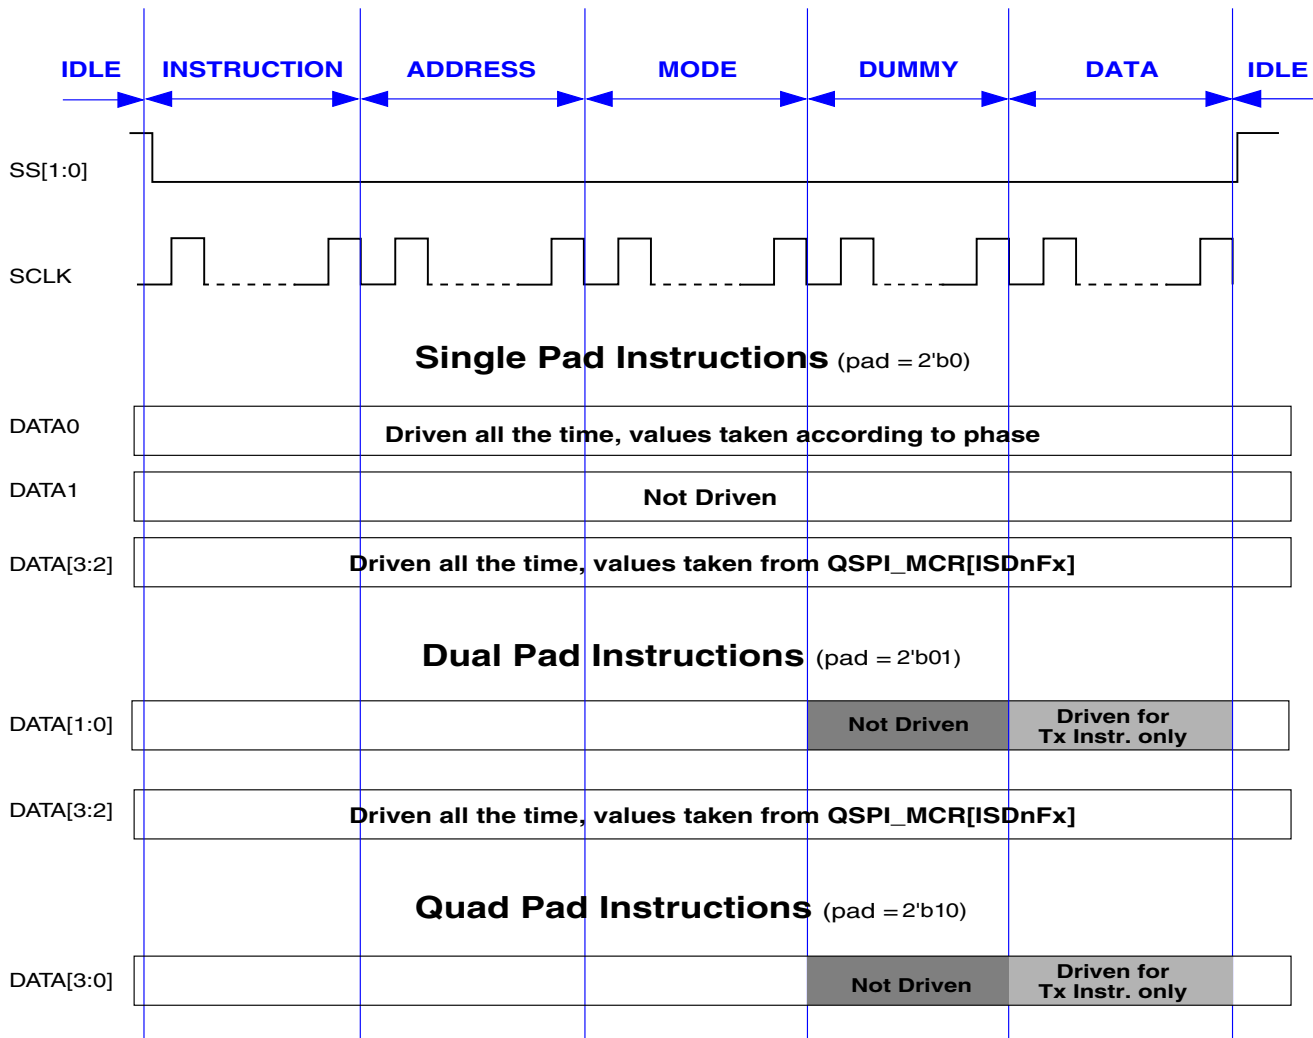 IDLE INSTRUCTION ADDRESS MODE DUMMY DATA IDLE
SS[1:0]
SCLK
Single Pad Instructions (pad = 2'b0)
DATA0 Driven all the time, values taken according to phase
DATA1 Not Driven
DATA[3:2] Driven all the time, values taken from QSPI_MCR[ISDnFx]
Dual Pad Instructions (pad = 2'b01)
DATA[1:0] Not Driven Driven for
Tx Instr. only
DATA[3:2] Driven all the time, values taken from QSPI_MCR[ISDnFx]
Quad Pad Instructions (pad = 2'b10)
DATA[3:0] Not Driven Driven for
Tx Instr. only